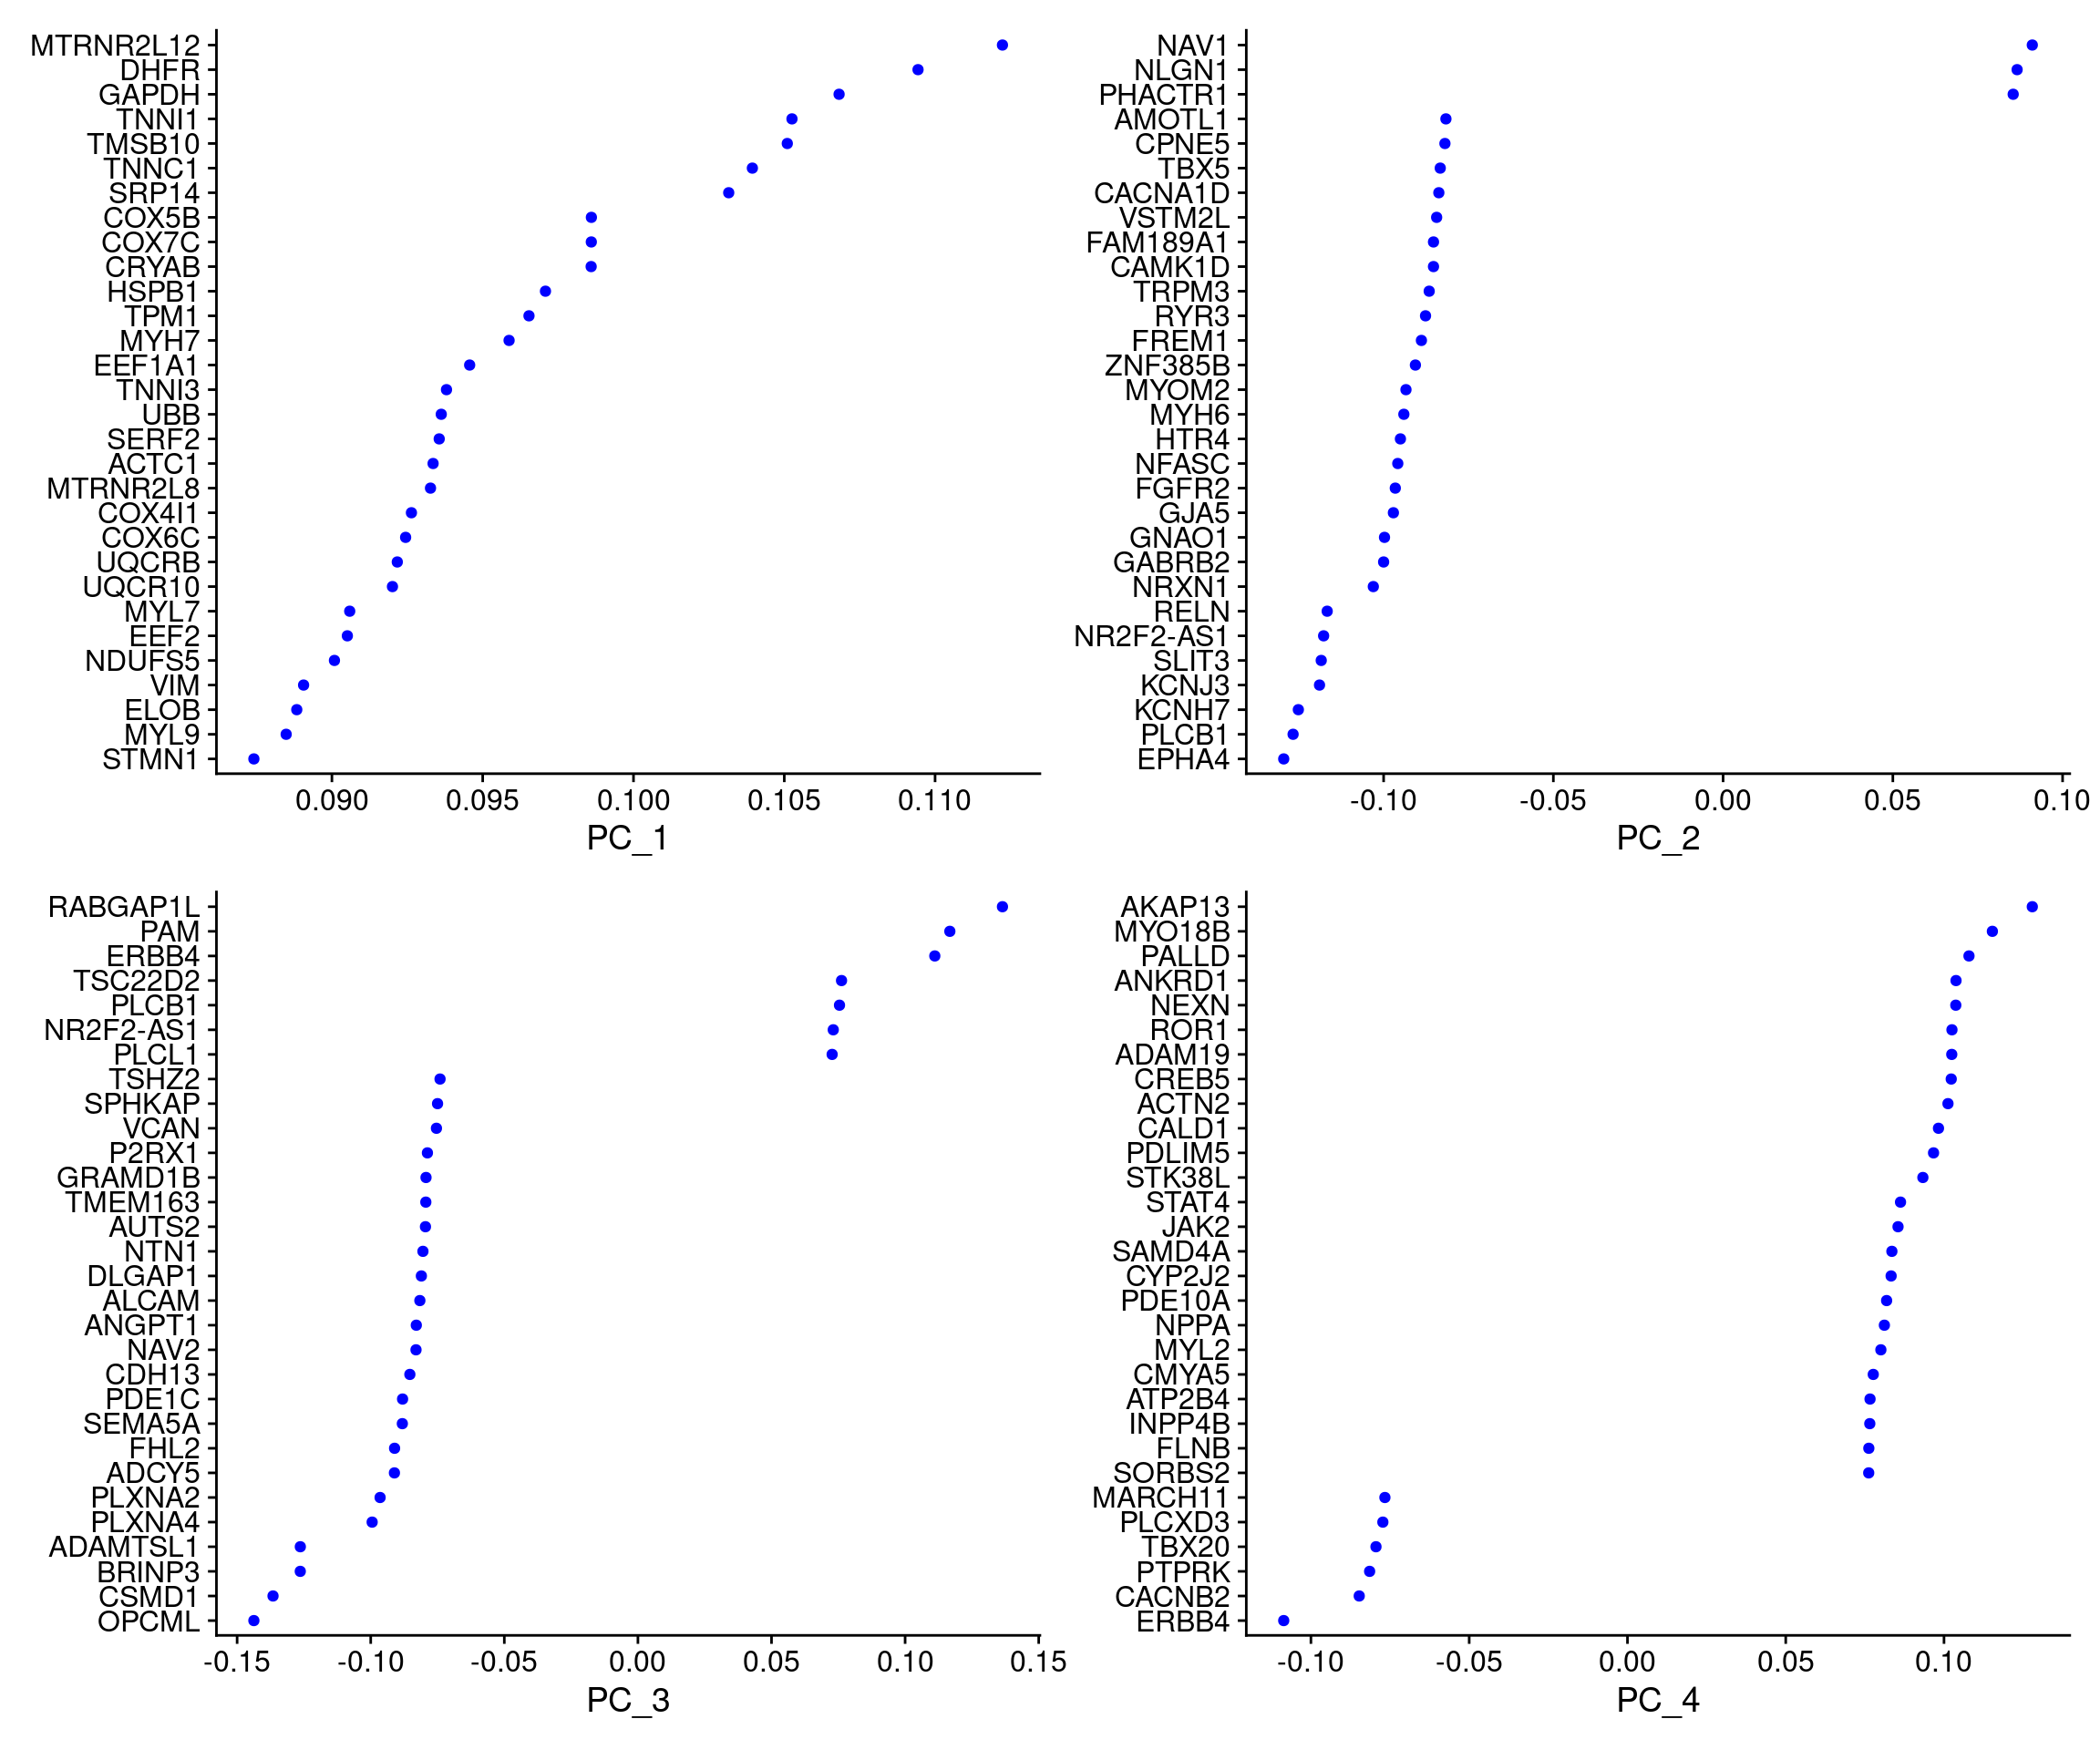 MTRNR2L12
DHFR
GAPDH
TNNI1
TMSB10
TNNC1
SRP14
COX5B
COX7C
CRYAB
HSPB1
TPM1
MYH7
EEF1A1
TNNI3
UBB
SERF2
ACTC1
MTRNR2L8
COX4I1
COX6C
UQCRB
UQCR10
MYL7
EEF2
NDUFS5
VIM
ELOB
MYL9
STMN1
0.090 0.095 0.100 0.105 0.110
PC_1
NAV1
NLGN1
PHACTR1
AMOTL1
CPNE5
TBX5
CACNA1D
VSTM2L
FAM189A1
CAMK1D
TRPM3
RYR3
FREM1
ZNF385B
MYOM2
MYH6
HTR4
NFASC
FGFR2
GJA5
GNAO1
GABRB2
NRXN1
RELN
NR2F2-AS1
SLIT3
KCNJ3
KCNH7
PLCB1
EPHA4
-0.10 -0.05 0.00 0.05 0.10
PC_2
RABGAP1L
PAM
ERBB4
TSC22D2
PLCB1
NR2F2-AS1
PLCL1
TSHZ2
SPHKAP
VCAN
P2RX1
GRAMD1B
TMEM163
AUTS2
NTN1
DLGAP1
ALCAM
ANGPT1
NAV2
CDH13
PDE1C
SEMA5A
FHL2
ADCY5
PLXNA2
PLXNA4
ADAMTSL1
BRINP3
CSMD1
OPCML
-0.15 -0.10 -0.05 0.00 0.05 0.10 0.15
PC_3
AKAP13
MYO18B
PALLD
ANKRD1
NEXN
ROR1
ADAM19
CREB5
ACTN2
CALD1
PDLIM5
STK38L
STAT4
JAK2
SAMD4A
CYP2J2
PDE10A
NPPA
MYL2
CMYA5
ATP2B4
INPP4B
FLNB
SORBS2
MARCH11
PLCXD3
TBX20
PTPRK
CACNB2
ERBB4
-0.10 -0.05 0.00 0.05 0.10
PC_4